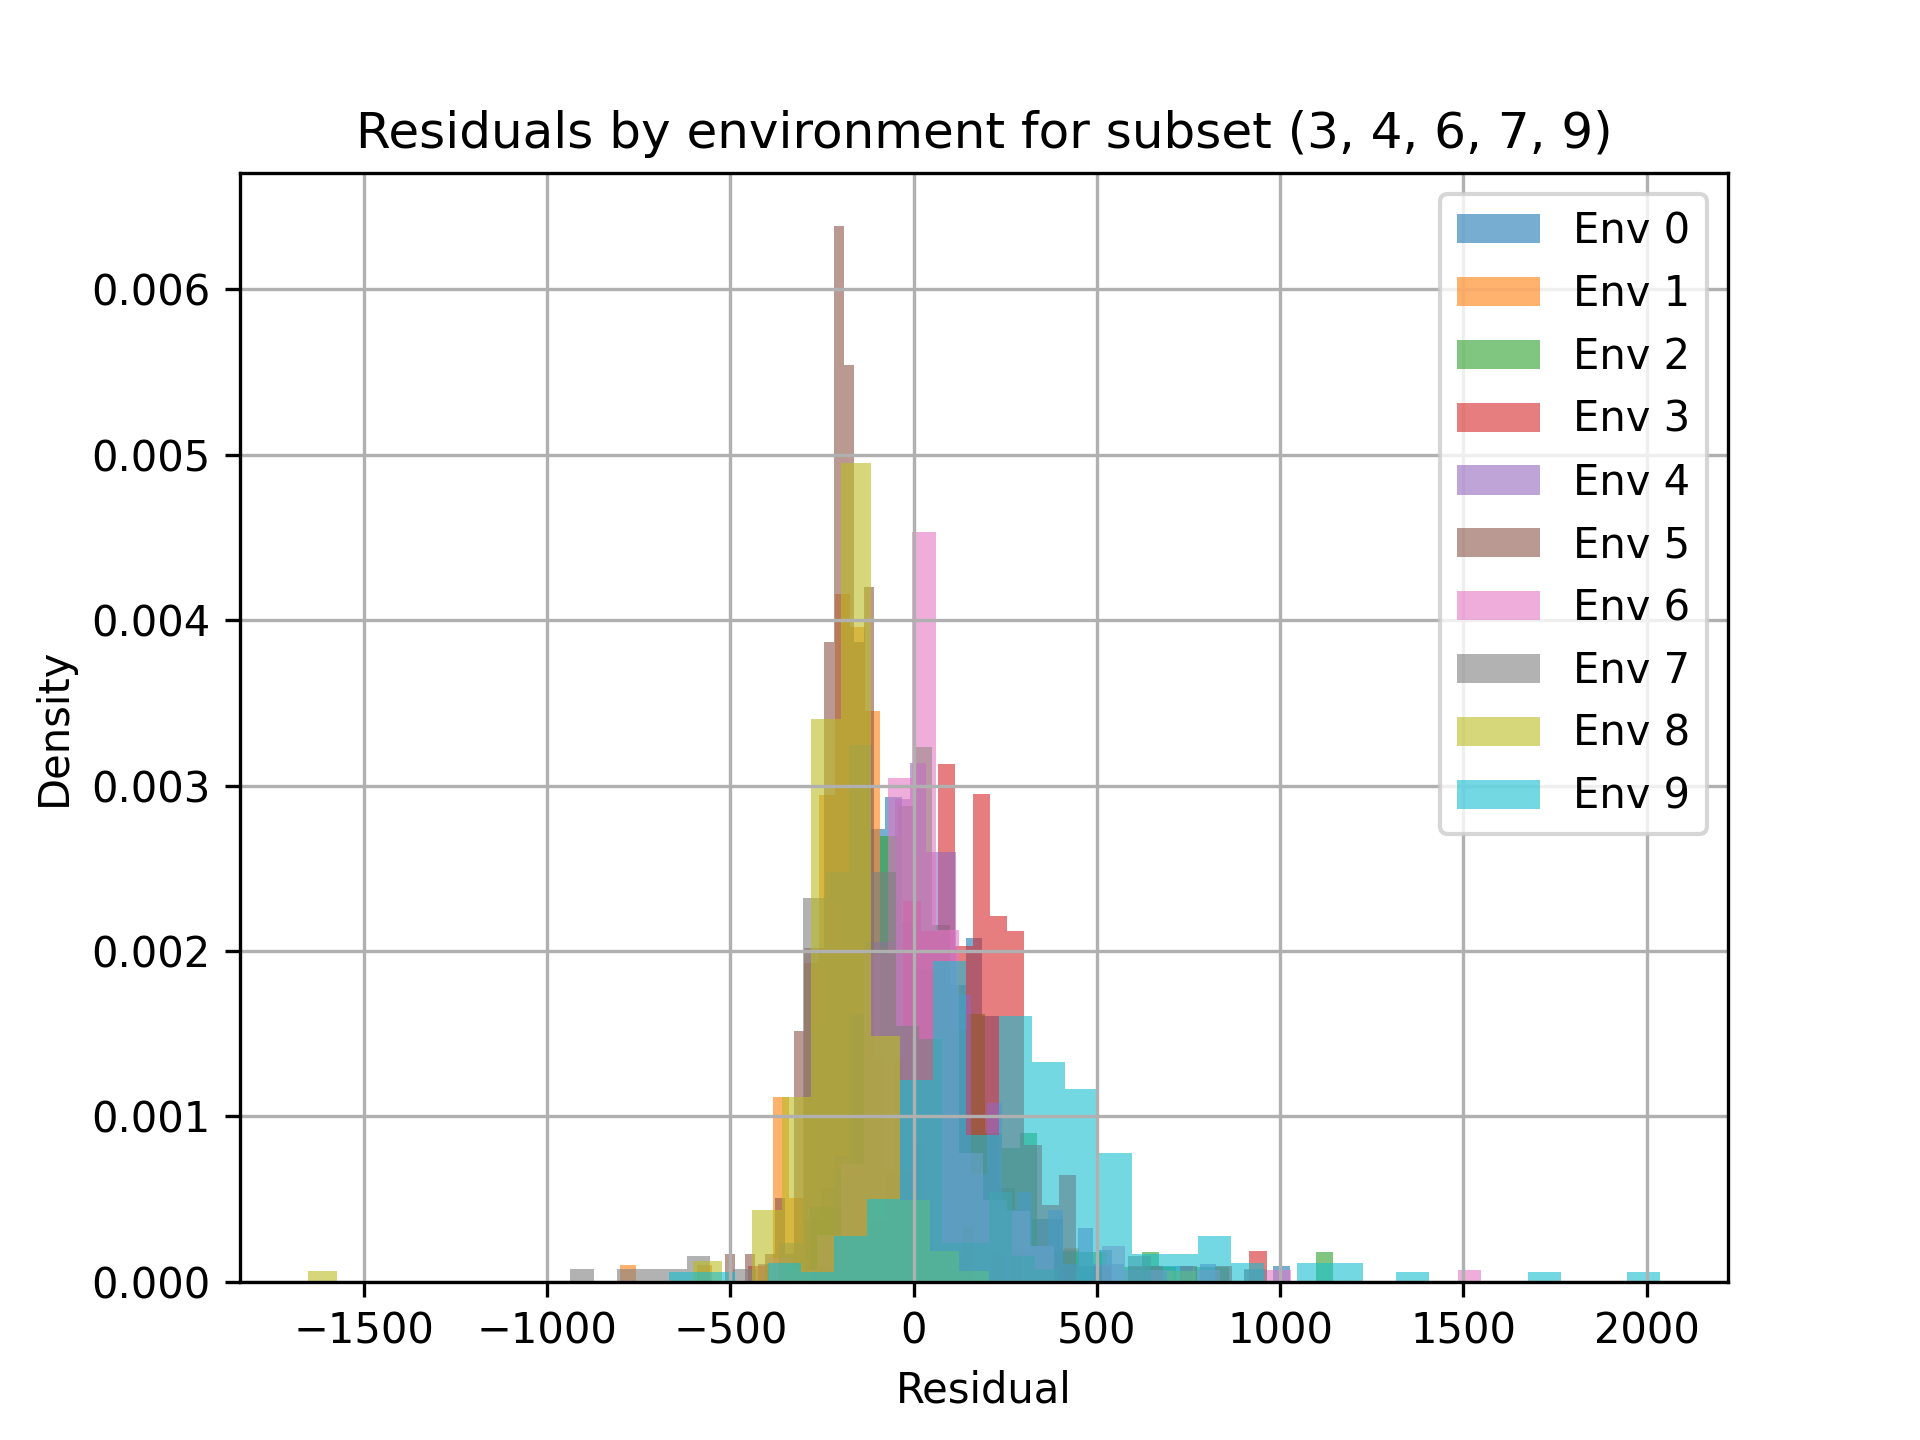 Residuals by environment for subset (3, 4, 6, 7, 9)
Env 0
Env 1
Env 2
Env 3
Env 4
Env 5
Env 6
Env 7
Env 8
Env 9
Density
0.006
0.005
0.004
0.003
0.002
0.001
0.000
−1500 −1000 −500 0 500 1000 1500 2000
Residual